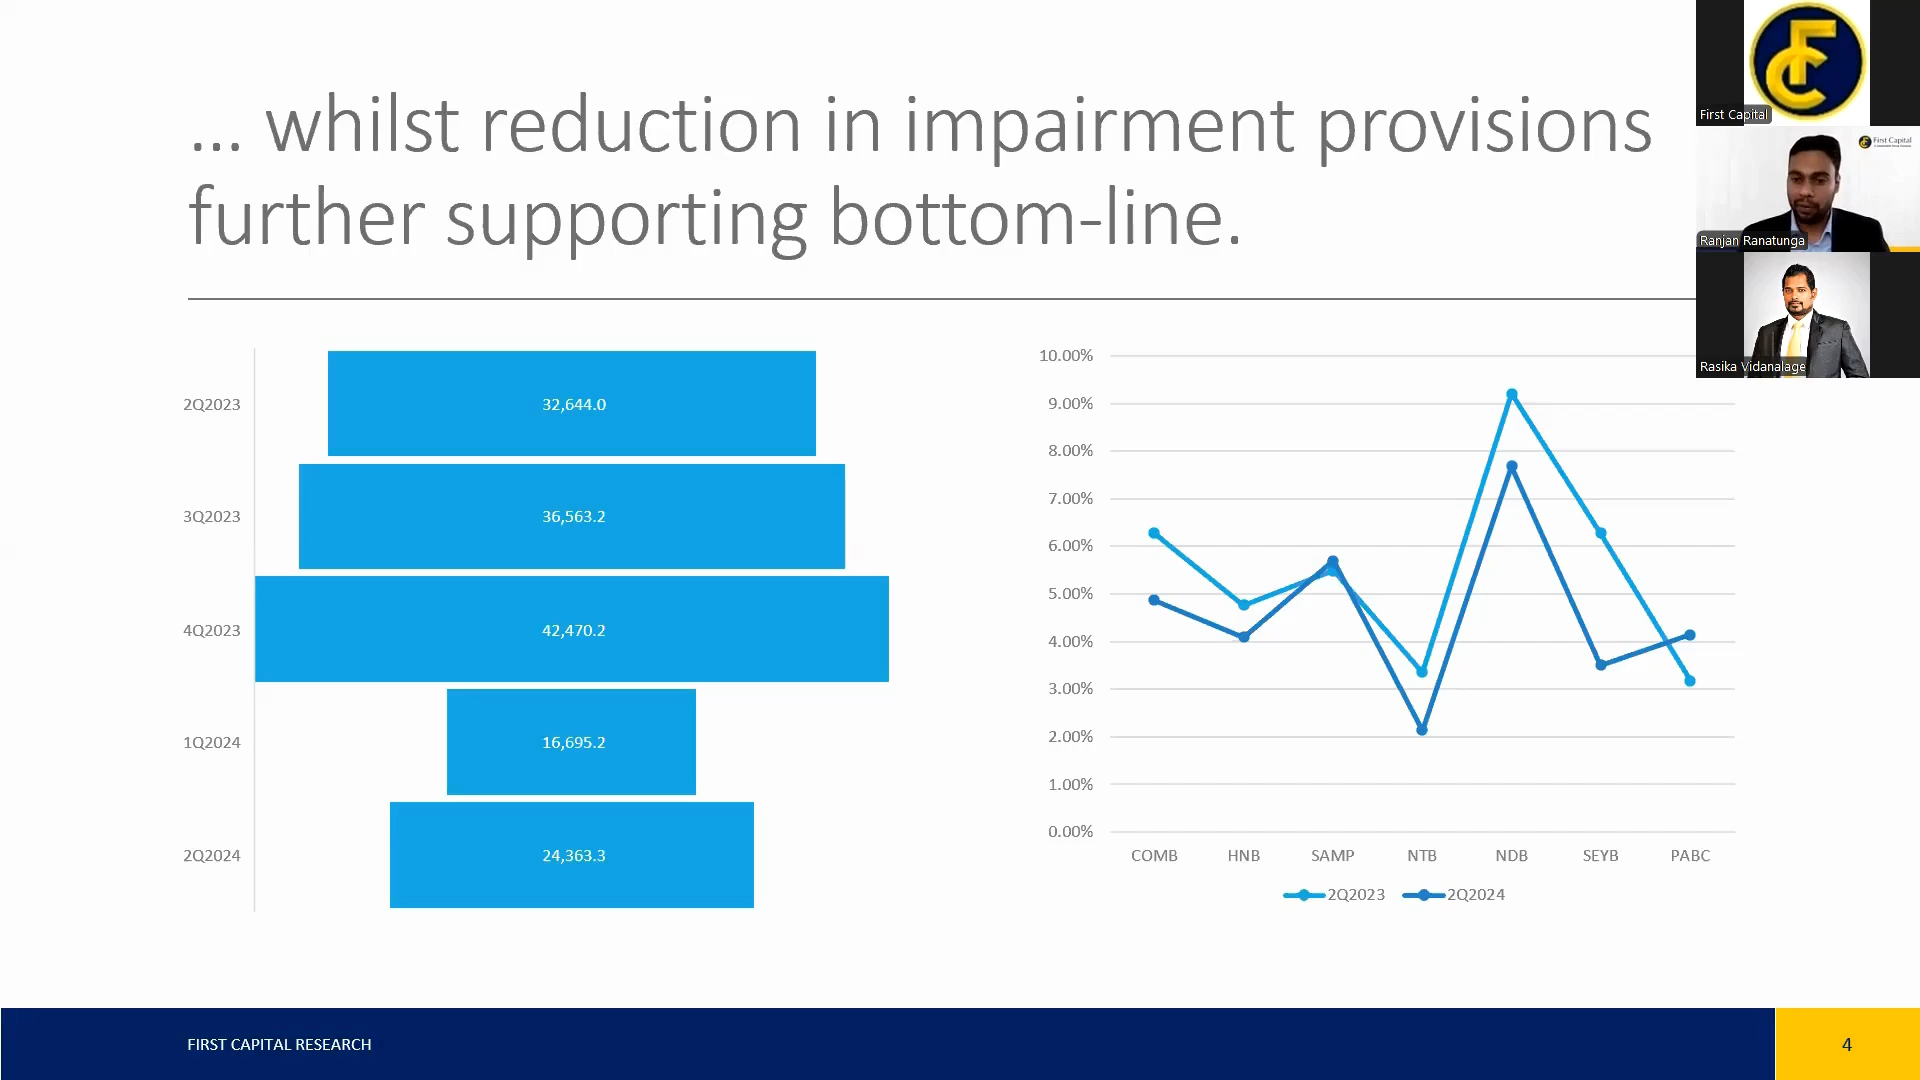 ... whilst reduction in impairment provisions
further supporting bottom-line.
First Capital
First Capital
Ranjan Ranatunga
Rasika Vidanalage
2Q2023
32,644.0
3Q2023
36,563.2
4Q2023
42,470.2
1Q2024
16,695.2
2Q2024
24,363.3
10.00%
9.00%
8.00%
7.00%
6.00%
5.00%
4.00%
3.00%
2.00%
1.00%
0.00%
COMB HNB SAMP NTB NDB SEYB PABC
2Q2023 2Q2024
FIRST CAPITAL RESEARCH
4